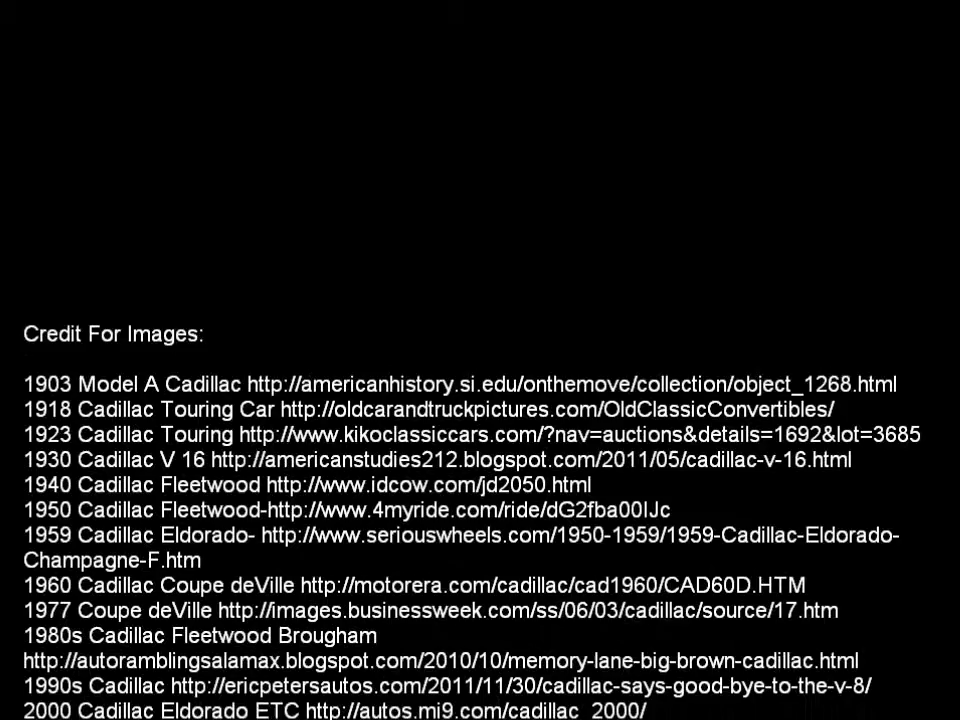 Credit For Images:
1903 Model A Cadillac http://americanhistory.si.edu/onthemove/collection/object_1268.html
1918 Cadillac Touring Car http://oldcarandtruckpictures.com/OldClassicConvertibles/
1923 Cadillac Touring http://www.kikoclassiccars.com/?nav=auctions&details=1692&lot=3685
1930 Cadillac V 16 http://americanstudies212.blogspot.com/2011/05/cadillac-v-16.html
1940 Cadillac Fleetwood http://www.idcow.com/jd2050.html
1950 Cadillac Fleetwood-http://www.4myride.com/ride/dG2fba00IJc
1959 Cadillac Eldorado- http://www.seriouswheels.com/1950-1959/1959-Cadillac-Eldorado-
Champagne-F.htm
1960 Cadillac Coupe deVille http://motorera.com/cadillac/cad1960/CAD60D.HTM
1977 Coupe deVille http://images.businessweek.com/ss/06/03/cadillac/source/17.htm
1980s Cadillac Fleetwood Brougham
http://autoramblingsalamax.blogspot.com/2010/10/memory-lane-big-brown-cadillac.html
1990s Cadillac http://ericpetersautos.com/2011/11/30/cadillac-says-good-bye-to-the-v-8/
2000 Cadillac Eldorado ETC http://autos.mi9.com/cadillac_2000/